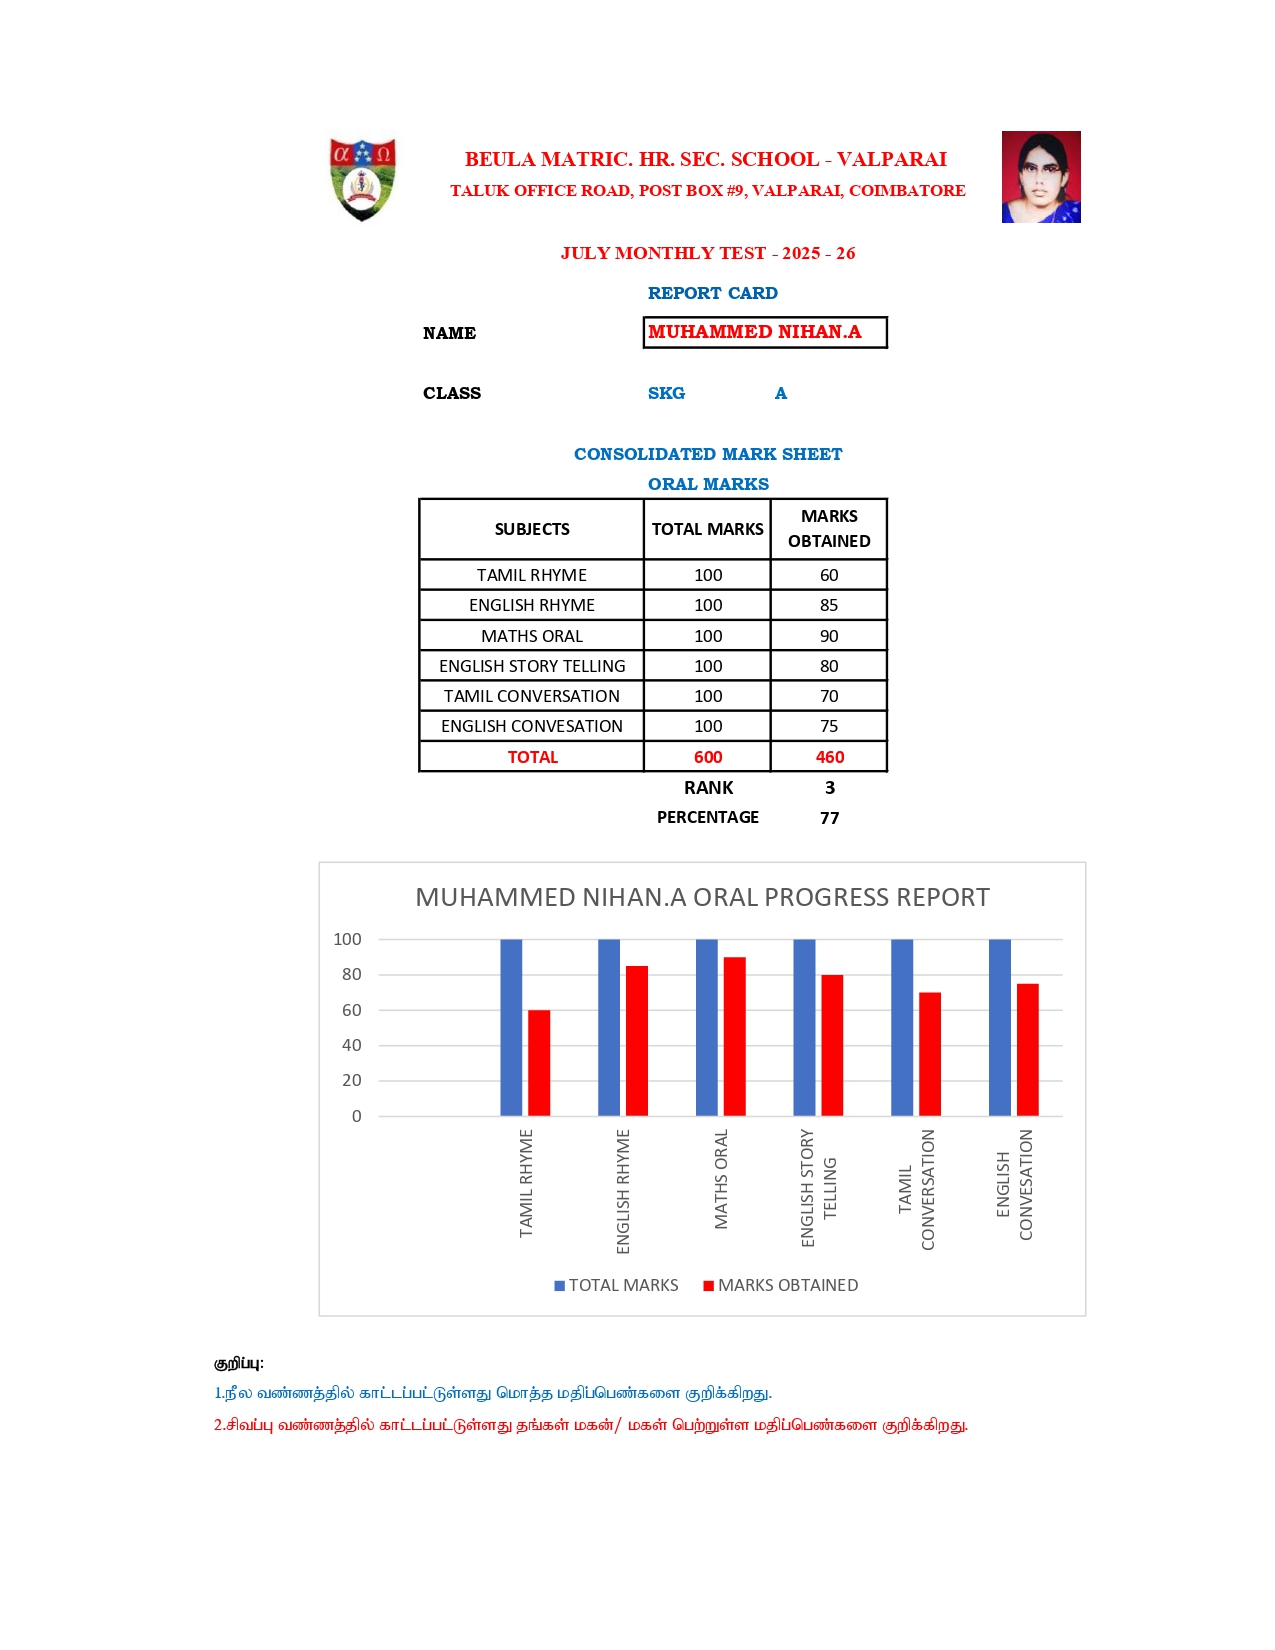 α Ω
BEULA MATRIC. HR. SEC. SCHOOL - VALPARAI
TALUK OFFICE ROAD, POST BOX #9, VALPARAI, COIMBATORE
JULY MONTHLY TEST - 2025 - 26
REPORT CARD
NAME MUHAMMED NIHAN.A
CLASS SKG A
CONSOLIDATED MARK SHEET
ORAL MARKS
SUBJECTS TOTAL MARKS MARKS OBTAINED
TAMIL RHYME 100 60
ENGLISH RHYME 100 85
MATHS ORAL 100 90
ENGLISH STORY TELLING 100 80
TAMIL CONVERSATION 100 70
ENGLISH CONVESATION 100 75
TOTAL 600 460
RANK 3
PERCENTAGE 77
MUHAMMED NIHAN.A ORAL PROGRESS REPORT
100
80
60
40
20
0
TAMIL RHYME
ENGLISH RHYME
MATHS ORAL
ENGLISH STORY TELLING
TAMIL CONVERSATION
ENGLISH CONVESATION
TOTAL MARKS MARKS OBTAINED
குறிப்பு:
1.நீல வண்ணத்தில் காட்டப்பட்டுள்ளது மொத்த மதிப்பெண்களை குறிக்கிறது.
2.சிவப்பு வண்ணத்தில் காட்டப்பட்டுள்ளது தங்கள் மகன்/ மகள் பெற்றுள்ள மதிப்பெண்களை குறிக்கிறது.